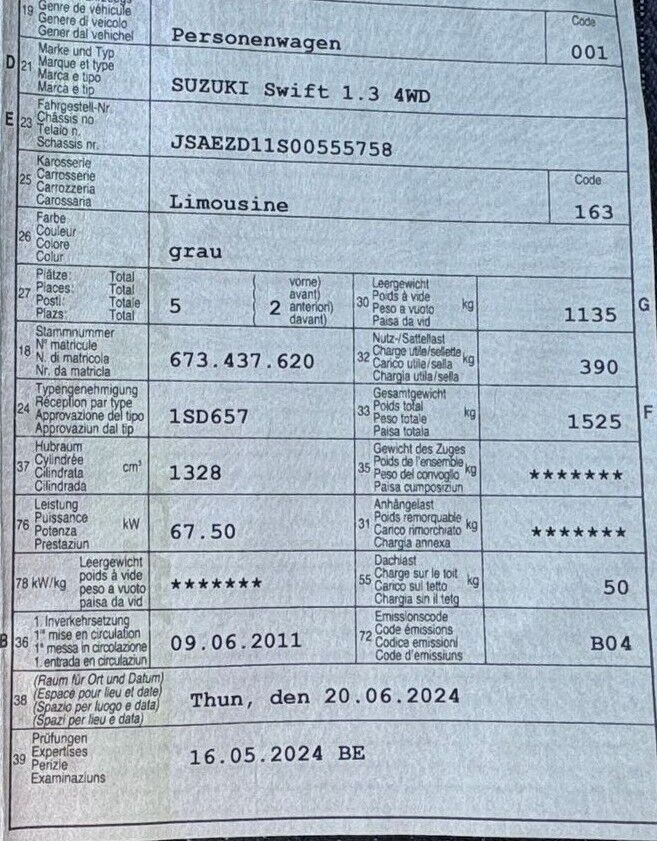 19 Genre de véhicule
Genere di veicolo
Gener dal vehichel
Personenwagen
Code
001
D 21 Marke und Typ
Marque et type
Marca e tipo
Marca e tip
SUZUKI Swift 1.3 4WD
E 23 Fahrgestell-Nr.
Châssis no
Telaio n.
Schassis nr.
JSAEZD11S00555758
25 Karosserie
Carrosserie
Carrozzeria
Carossaria
Limousine
Code
163
26 Farbe
Couleur
Colore
Colur
grau
27 Plätze: Total
Places: Total
Posti: Totale
Plazs: Total
5
( vorne)
( avant)
( 2 anteriori)
( davant)
30 Leergewicht
Poids à vide
Peso a vuoto
Paisa da vid
kg
1135
G
18 Stammnummer
N° matricule
N. di matricola
Nr. da matricla
673.437.620
32 Nutz-/Sattellast
Charge utile/sellette
Carico utile/sella
Chargia utila/sella
kg
390
24 Typengenehmigung
Réception par type
Approvazione del tipo
Approvaziun dal tip
1SD657
33 Gesamtgewicht
Poids total
Peso totale
Paisa totala
kg
1525
F
37 Hubraum
Cylindrée
Cilindrata
Cilindrada
cm³
1328
35 Gewicht des Zuges
Poids de l'ensemble
Peso del convoglio
Paisa cumposiziun
kg
*******
76 Leistung
Puissance
Potenza
Prestaziun
kW
67.50
31 Anhängelast
Poids remorquable
Carico rimorchiato
Chargia annexa
kg
*******
78 kW/kg
Leergewicht
poids à vide
peso a vuoto
paisa da vid
*******
55 Dachlast
Charge sur le toit
Carico sul tetto
Chargia sin il tetg
kg
50
B 36 1. Inverkehrsetzung
1re mise en circulation
1a messa in circolazione
1. entrada en circulaziun
09.06.2011
72 Emissionscode
Code émissions
Codice emissioni
Code d'emissiuns
B04
38 (Raum für Ort und Datum)
(Espace pour lieu et date)
(Spazio per luogo e data)
(Spazi per lieu e data)
Thun, den 20.06.2024
39 Prüfungen
Expertises
Perizie
Examinaziuns
16.05.2024 BE